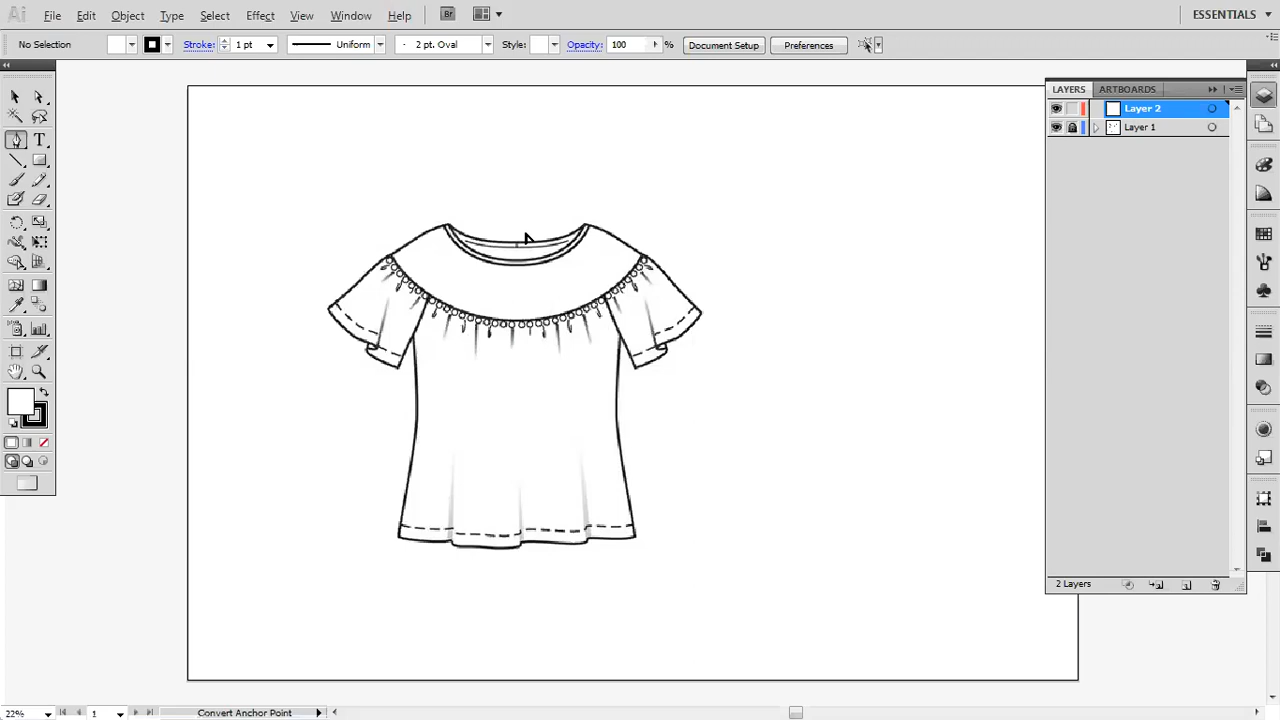 Ai File Edit Object Type Select Effect View Window Help Br ESSENTIALS
No Selection Stroke: 1 pt Uniform 2 pt. Oval Style: Opacity: 100 % Document Setup Preferences
LAYERS ARTBOARDS
Layer 2
Layer 1
T
2 Layers
22% 1 Convert Anchor Point